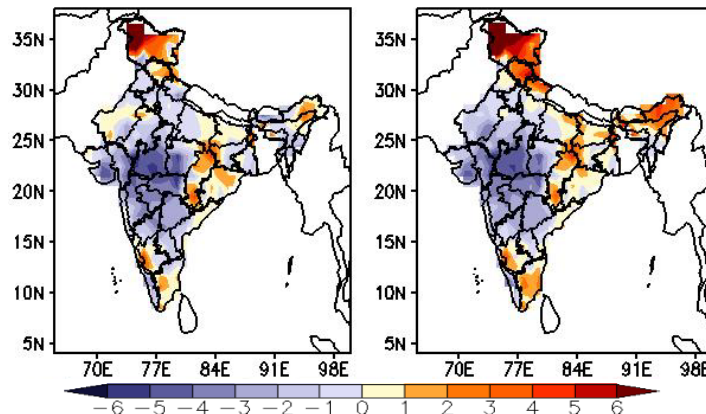 35N 35N
30N 30N
25N 25N
20N 20N
15N 15N
10N 10N
5N 5N
70E 77E 84E 91E 98E 70E 77E 84E 91E 98E
-6 -5 -4 -3 -2 -1 0 1 2 3 4 5 6